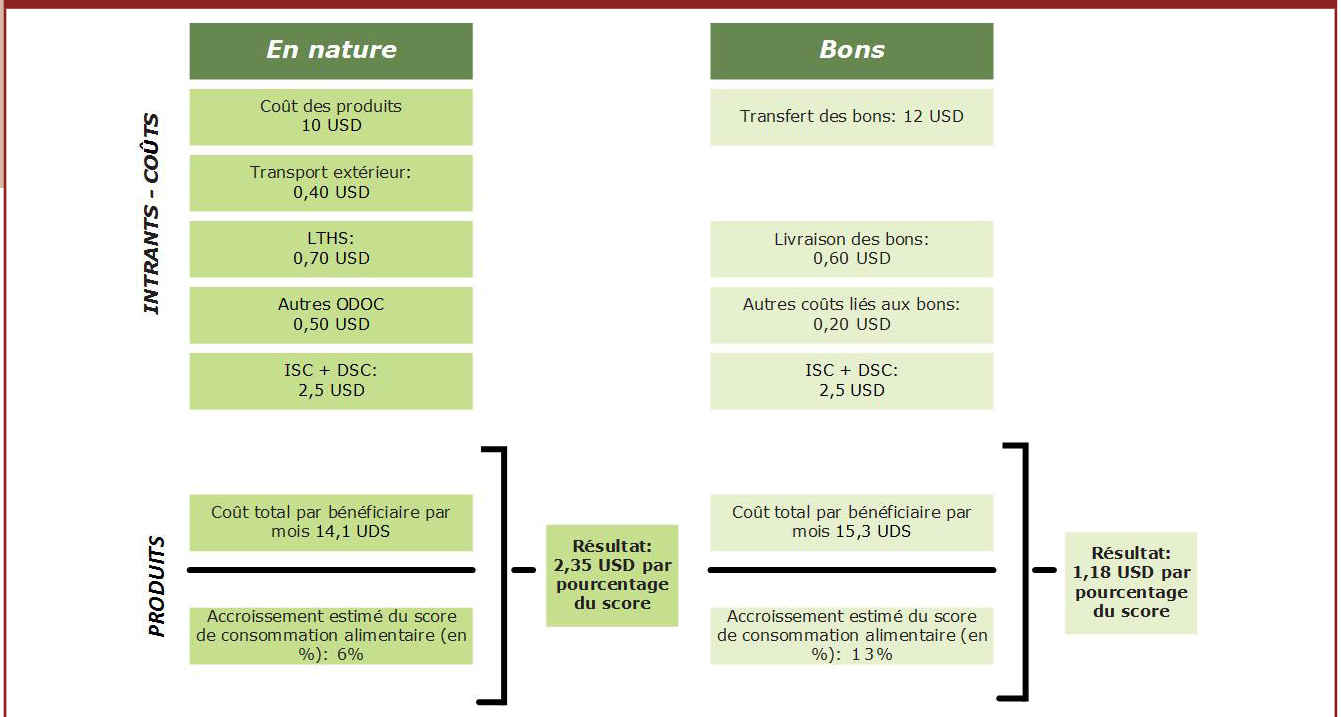 En nature
Bons
INTRANTS - COÛTS
Coût des produits
10 USD
Transfert des bons: 12 USD
Transport extérieur:
0,40 USD
LTHS:
0,70 USD
Livraison des bons:
0,60 USD
Autres ODOC
0,50 USD
Autres coûts liés aux bons:
0,20 USD
ISC + DSC:
2,5 USD
ISC + DSC:
2,5 USD
PRODUITS
Coût total par bénéficiaire par
mois 14,1 UDS
Accroissement estimé du score
de consommation alimentaire (en
%): 6%
Résultat:
2,35 USD par
pourcentage
du score
Coût total par bénéficiaire par
mois 15,3 UDS
Accroissement estimé du score
de consommation alimentaire (en
%): 13%
Résultat:
1,18 USD par
pourcentage
du score